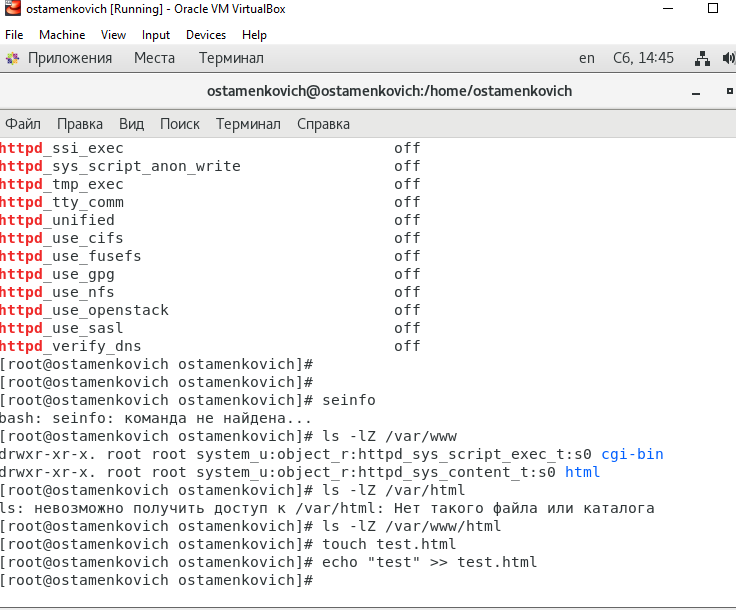 ostamenkovich [Running] - Oracle VM VirtualBox
File Machine View Input Devices Help
Приложения Места Терминал en Сб, 14:45
ostamenkovich@ostamenkovich:/home/ostamenkovich
Файл Правка Вид Поиск Терминал Справка
httpd_ssi_exec off
httpd_sys_script_anon_write off
httpd_tmp_exec off
httpd_tty_comm off
httpd_unified off
httpd_use_cifs off
httpd_use_fusefs off
httpd_use_gpg off
httpd_use_nfs off
httpd_use_openstack off
httpd_use_sasl off
httpd_verify_dns off
[root@ostamenkovich ostamenkovich]#
[root@ostamenkovich ostamenkovich]#
[root@ostamenkovich ostamenkovich]# seinfo
bash: seinfo: команда не найдена...
[root@ostamenkovich ostamenkovich]# ls -lZ /var/www
drwxr-xr-x. root root system_u:object_r:httpd_sys_script_exec_t:s0 cgi-bin
drwxr-xr-x. root root system_u:object_r:httpd_sys_content_t:s0 html
[root@ostamenkovich ostamenkovich]# ls -lZ /var/html
ls: невозможно получить доступ к /var/html: Нет такого файла или каталога
[root@ostamenkovich ostamenkovich]# ls -lZ /var/www/html
[root@ostamenkovich ostamenkovich]# touch test.html
[root@ostamenkovich ostamenkovich]# echo "test" >> test.html
[root@ostamenkovich ostamenkovich]#